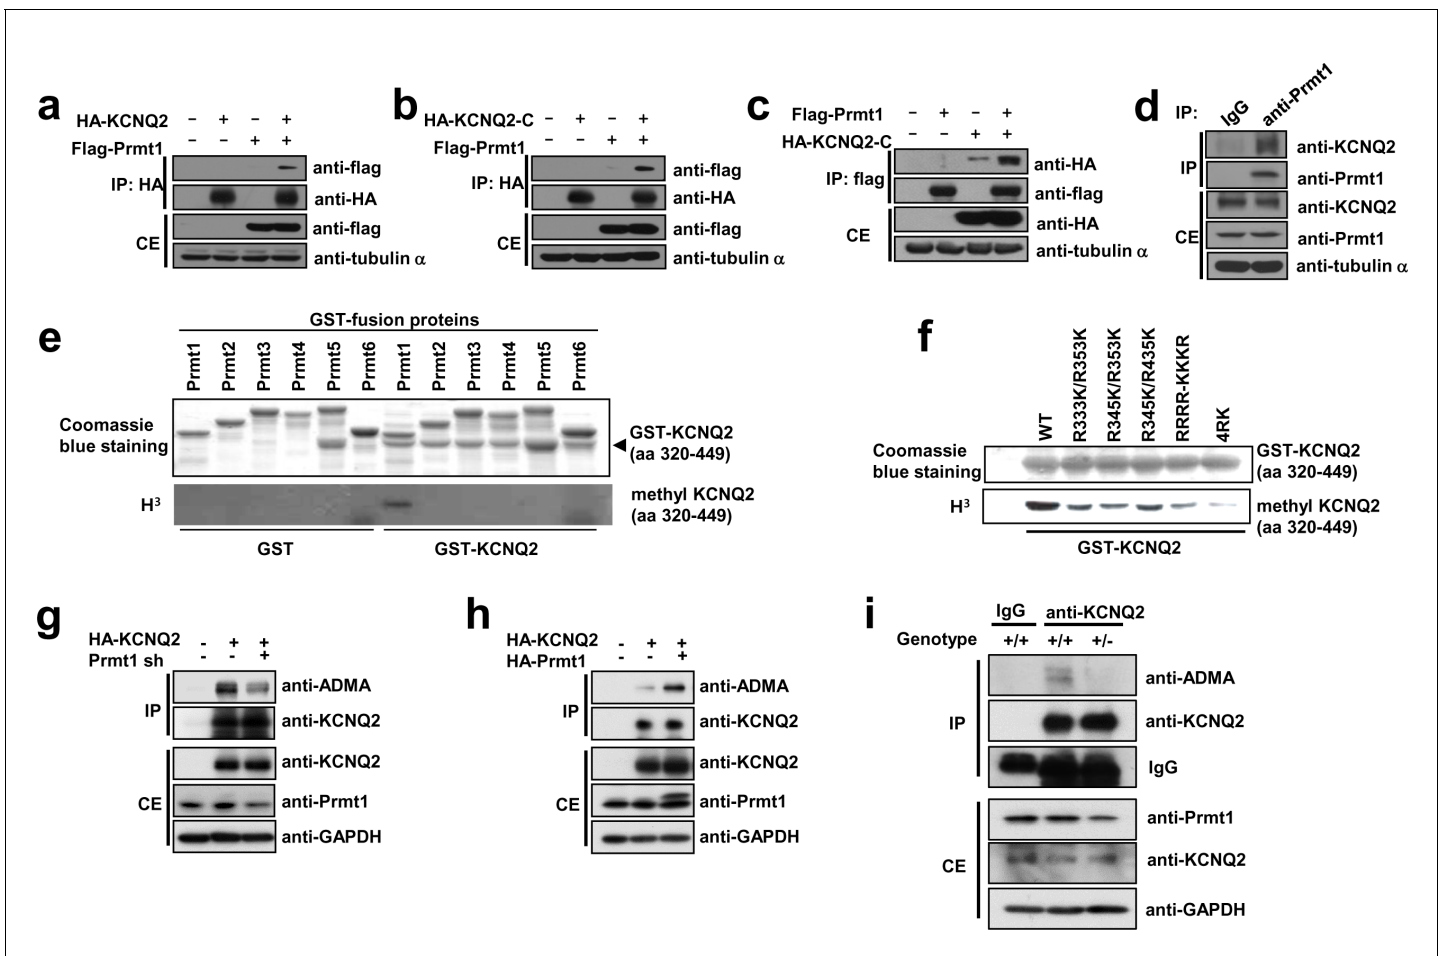 a
HA-KCNQ2 − + − +
Flag-Prmt1 − − + +
IP: HA
anti-flag
anti-HA
CE
anti-flag
anti-tubulin α
b
HA-KCNQ2-C − + − +
Flag-Prmt1 − − + +
IP: HA
anti-flag
anti-HA
CE
anti-flag
anti-tubulin α
c
Flag-Prmt1 − + − +
HA-KCNQ2-C − − + +
IP: flag
anti-HA
anti-flag
CE
anti-HA
anti-tubulin α
d
IP: IgG anti-Prmt1
IP
anti-KCNQ2
anti-Prmt1
CE
anti-KCNQ2
anti-Prmt1
anti-tubulin α
e
GST-fusion proteins
Prmt1 Prmt2 Prmt3 Prmt4 Prmt5 Prmt6 Prmt1 Prmt2 Prmt3 Prmt4 Prmt5 Prmt6
Coomassie
blue staining
GST-KCNQ2
(aa 320-449)
H³
methyl KCNQ2
(aa 320-449)
GST GST-KCNQ2
f
WT R333K/R353K R345K/R353K R345K/R435K RRRR-KKKR 4RK
Coomassie
blue staining
GST-KCNQ2
(aa 320-449)
H³
methyl KCNQ2
(aa 320-449)
GST-KCNQ2
g
HA-KCNQ2 - + +
Prmt1 sh - - +
IP
anti-ADMA
anti-KCNQ2
CE
anti-KCNQ2
anti-Prmt1
anti-GAPDH
h
HA-KCNQ2 - + +
HA-Prmt1 - - +
IP
anti-ADMA
anti-KCNQ2
CE
anti-KCNQ2
anti-Prmt1
anti-GAPDH
i
IgG anti-KCNQ2
Genotype +/+ +/+ +/-
IP
anti-ADMA
anti-KCNQ2
IgG
CE
anti-Prmt1
anti-KCNQ2
anti-GAPDH